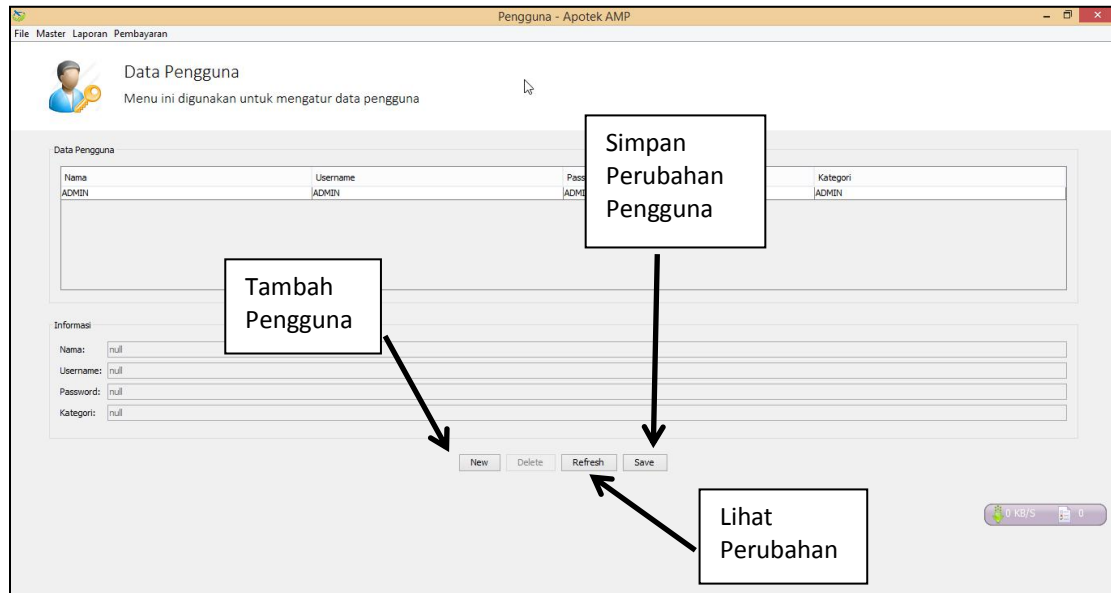 Pengguna - Apotek AMP
File Master Laporan Pembayaran
Data Pengguna
Menu ini digunakan untuk mengatur data pengguna
Simpan
Perubahan
Pengguna
Data Pengguna
Nama Username Pass Kategori
ADMIN ADMIN ADMI ADMIN
Tambah
Pengguna
Informasi
Nama: null
Username: null
Password: null
Kategori: null
New Delete Refresh Save
Lihat
Perubahan
0 KB/S 0